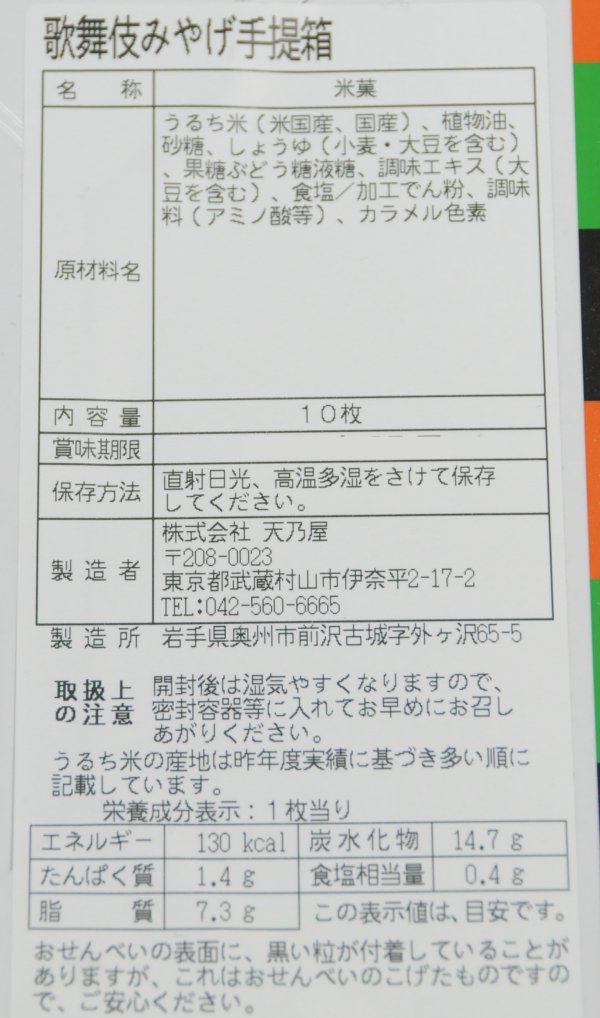 歌舞伎みやげ手提箱
名称 米菓
原材料名 うるち米(米国産、国産)、植物油、
砂糖、しょうゆ(小麦・大豆を含む)
、果糖ぶどう糖液糖、調味エキス(大
豆を含む)、食塩/加工でん粉、調味
料(アミノ酸等)、カラメル色素
内容量 10枚
賞味期限
保存方法 直射日光、高温多湿をさけて保存
してください。
製造者 株式会社 天乃屋
〒208-0023
東京都武蔵村山市伊奈平2-17-2
TEL:042-560-6665
製造所 岩手県奥州市前沢古城字外ヶ沢65-5
取扱上の注意 開封後は湿気やすくなりますので、
密封容器等に入れてお早めにお召し
あがりください。
うるち米の産地は昨年度実績に基づき多い順に
記載しています。
栄養成分表示:1枚当り
エネルギー 130 kcal 炭水化物 14.7 g
たんぱく質 1.4 g 食塩相当量 0.4 g
脂質 7.3 g この表示値は、目安です。
おせんべいの表面に、黒い粒が付着していることが
ありますが、これはおせんべいのこげたものですの
で、ご安心ください。